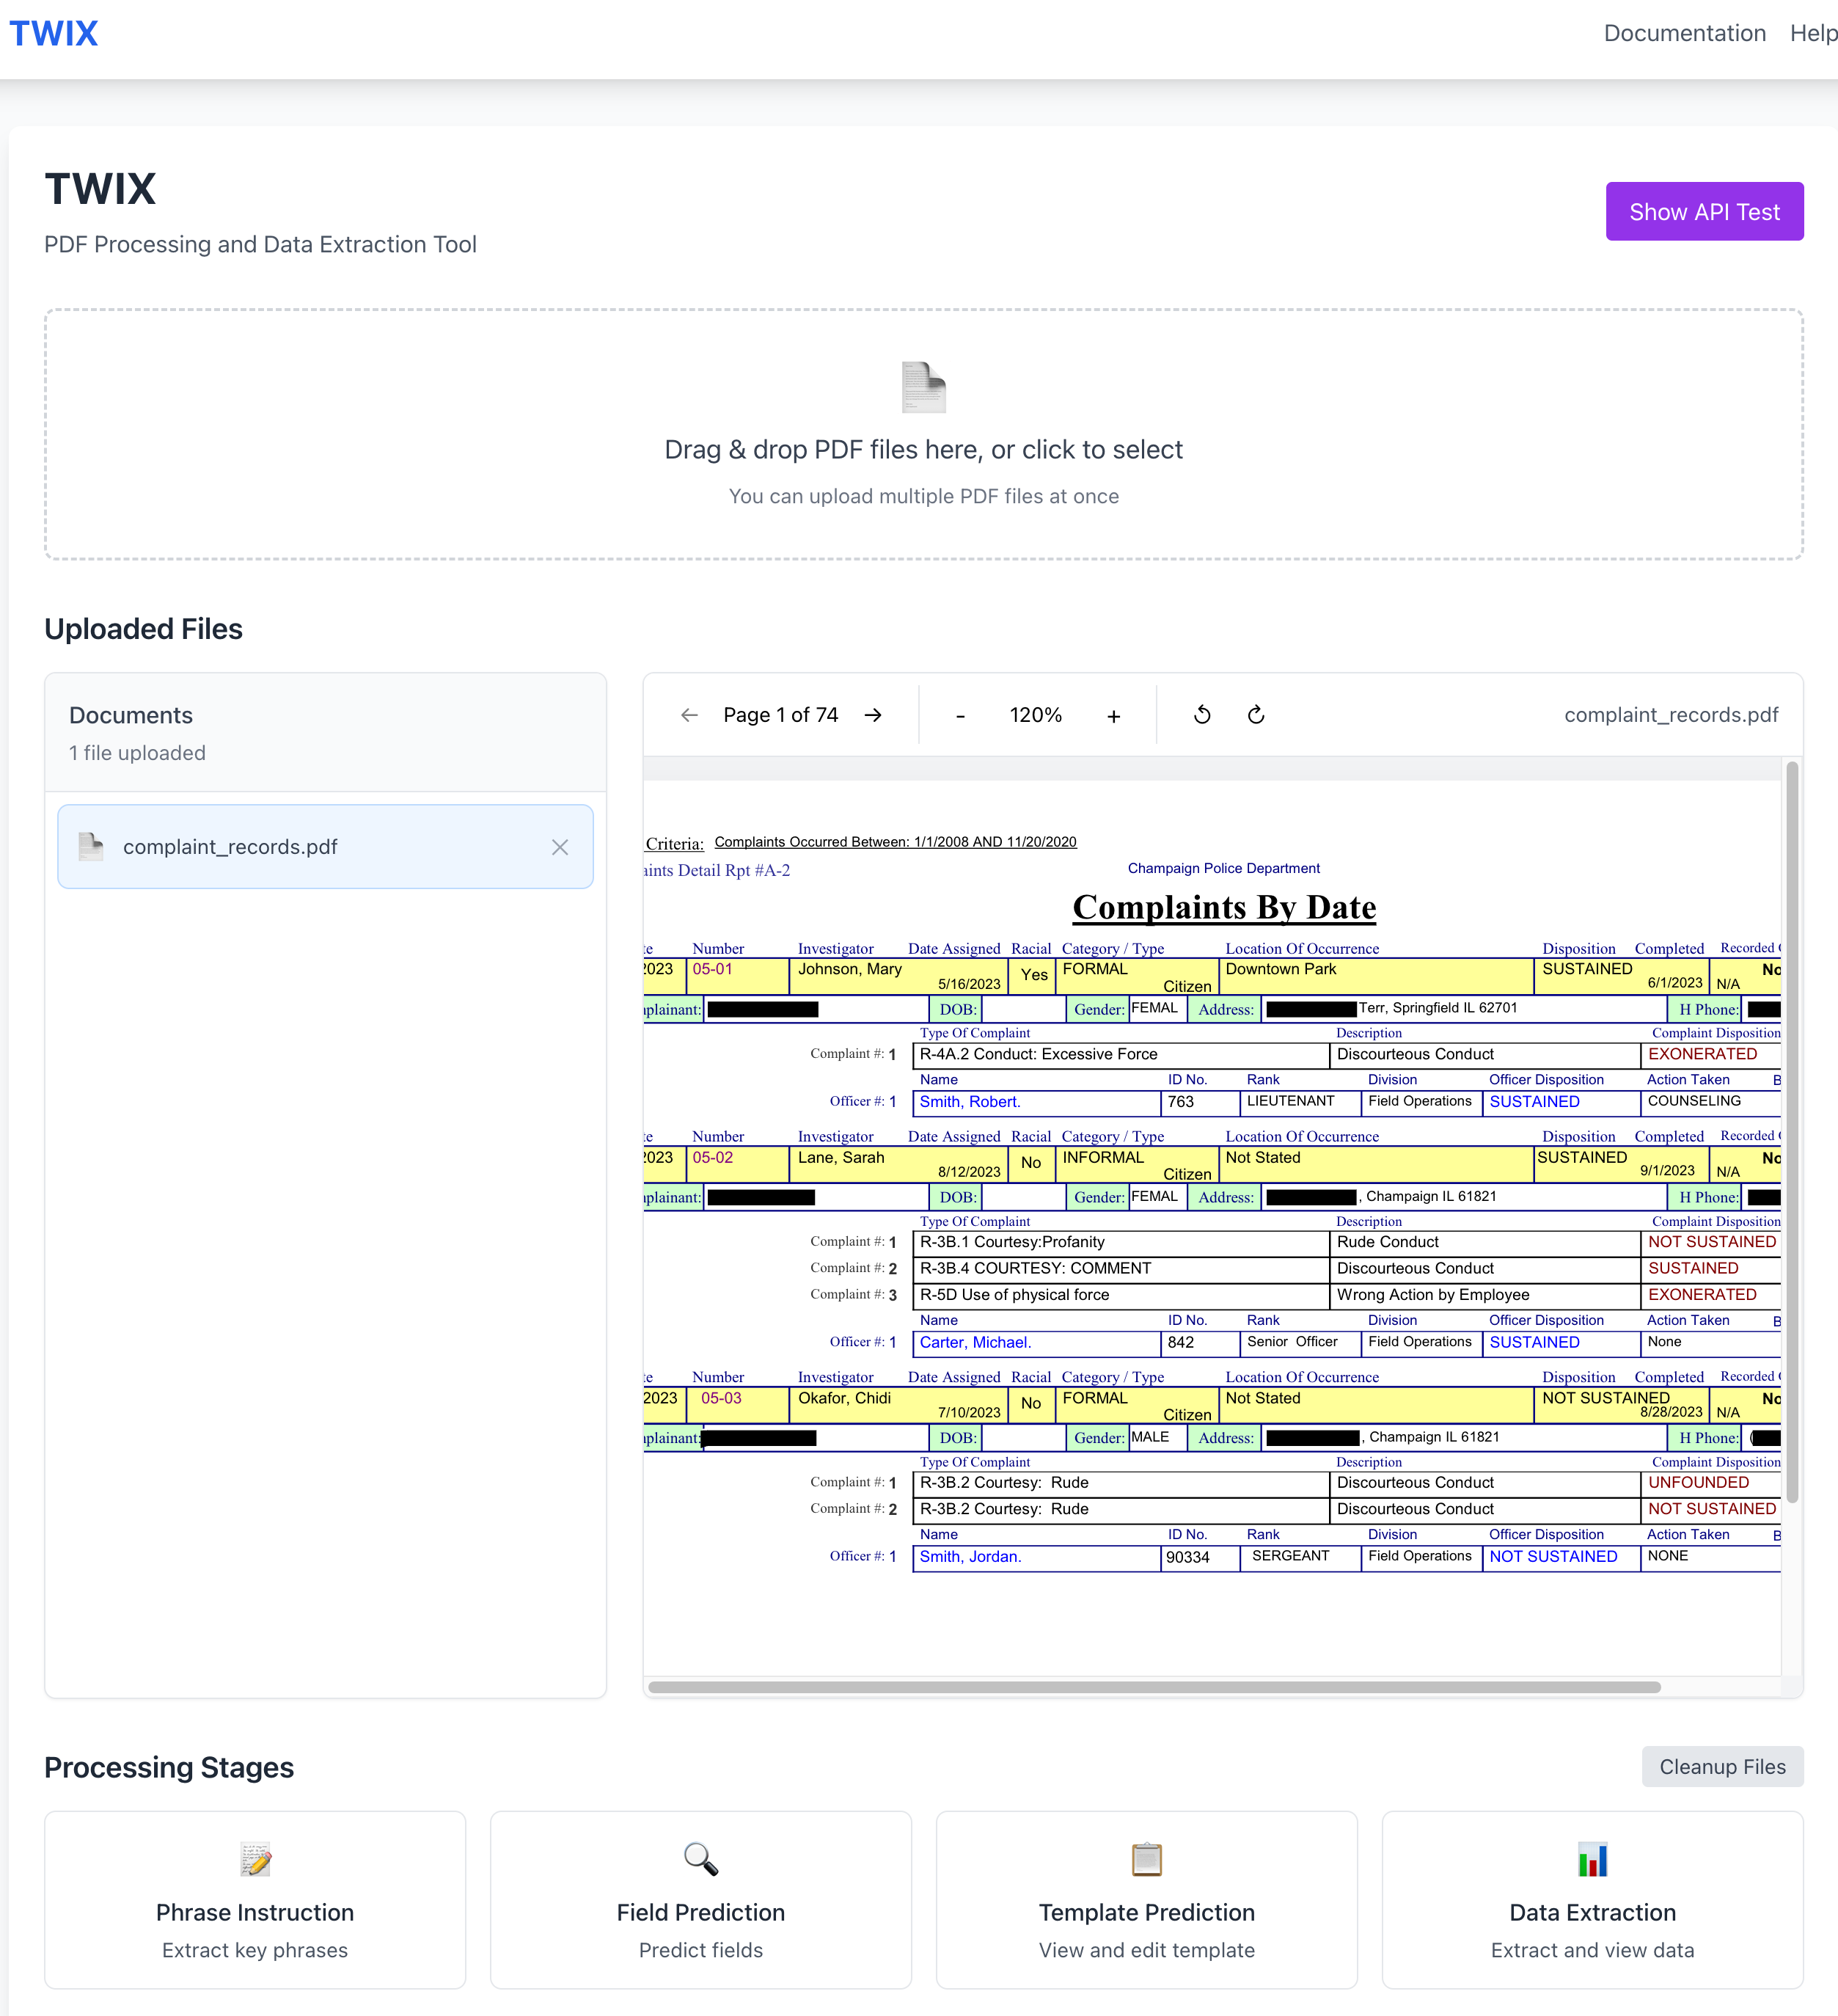 TWIX
Documentation Help
TWIX
PDF Processing and Data Extraction Tool
Show API Test
Drag & drop PDF files here, or click to select
You can upload multiple PDF files at once
Uploaded Files
Documents
1 file uploaded
complaint_records.pdf
Page 1 of 74 - 120% + complaint_records.pdf
Criteria: Complaints Occurred Between: 1/1/2008 AND 11/20/2020
aints Detail Rpt #A-2 Champaign Police Department
Complaints By Date
te Number Investigator Date Assigned Racial Category / Type Location Of Occurrence Disposition Completed Recorded
2023 05-01 Johnson, Mary 5/16/2023 Yes FORMAL Citizen Downtown Park SUSTAINED 6/1/2023 N/A No
nplainant: DOB: Gender: FEMAL Address: Terr, Springfield IL 62701 H Phone:
Type Of Complaint Description Complaint Disposition
Complaint #: 1 R-4A.2 Conduct: Excessive Force Discourteous Conduct EXONERATED
Name ID No. Rank Division Officer Disposition Action Taken B
Officer #: 1 Smith, Robert. 763 LIEUTENANT Field Operations SUSTAINED COUNSELING
te Number Investigator Date Assigned Racial Category / Type Location Of Occurrence Disposition Completed Recorded
2023 05-02 Lane, Sarah 8/12/2023 No INFORMAL Citizen Not Stated SUSTAINED 9/1/2023 N/A No
nplainant: DOB: Gender: FEMAL Address: , Champaign IL 61821 H Phone:
Type Of Complaint Description Complaint Disposition
Complaint #: 1 R-3B.1 Courtesy:Profanity Rude Conduct NOT SUSTAINED
Complaint #: 2 R-3B.4 COURTESY: COMMENT Discourteous Conduct SUSTAINED
Complaint #: 3 R-5D Use of physical force Wrong Action by Employee EXONERATED
Name ID No. Rank Division Officer Disposition Action Taken B
Officer #: 1 Carter, Michael. 842 Senior Officer Field Operations SUSTAINED None
te Number Investigator Date Assigned Racial Category / Type Location Of Occurrence Disposition Completed Recorded
2023 05-03 Okafor, Chidi 7/10/2023 No FORMAL Citizen Not Stated NOT SUSTAINED 8/28/2023 N/A No
nplainant: DOB: Gender: MALE Address: , Champaign IL 61821 H Phone: (
Type Of Complaint Description Complaint Disposition
Complaint #: 1 R-3B.2 Courtesy: Rude Discourteous Conduct UNFOUNDED
Complaint #: 2 R-3B.2 Courtesy: Rude Discourteous Conduct NOT SUSTAINED
Name ID No. Rank Division Officer Disposition Action Taken B
Officer #: 1 Smith, Jordan. 90334 SERGEANT Field Operations NOT SUSTAINED NONE
Processing Stages
Cleanup Files
Phrase Instruction
Extract key phrases
Field Prediction
Predict fields
Template Prediction
View and edit template
Data Extraction
Extract and view data